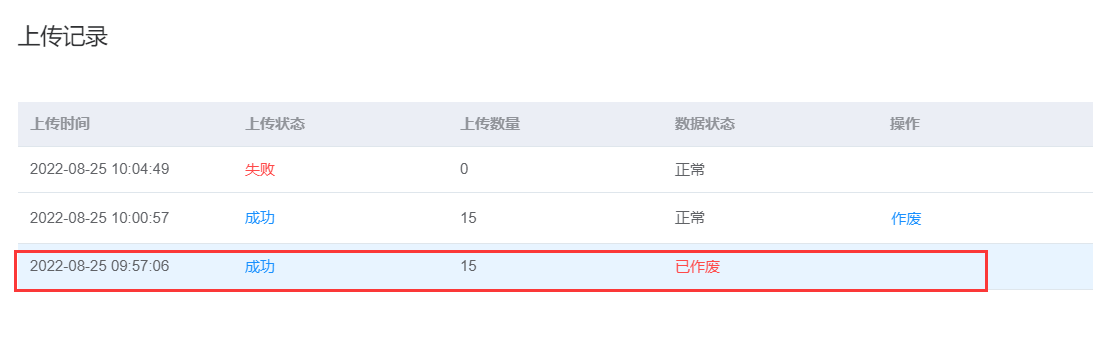 上传记录
上传时间 上传状态 上传数量 数据状态 操作
2022-08-25 10:04:49 失败 0 正常
2022-08-25 10:00:57 成功 15 正常 作废
2022-08-25 09:57:06 成功 15 已作废